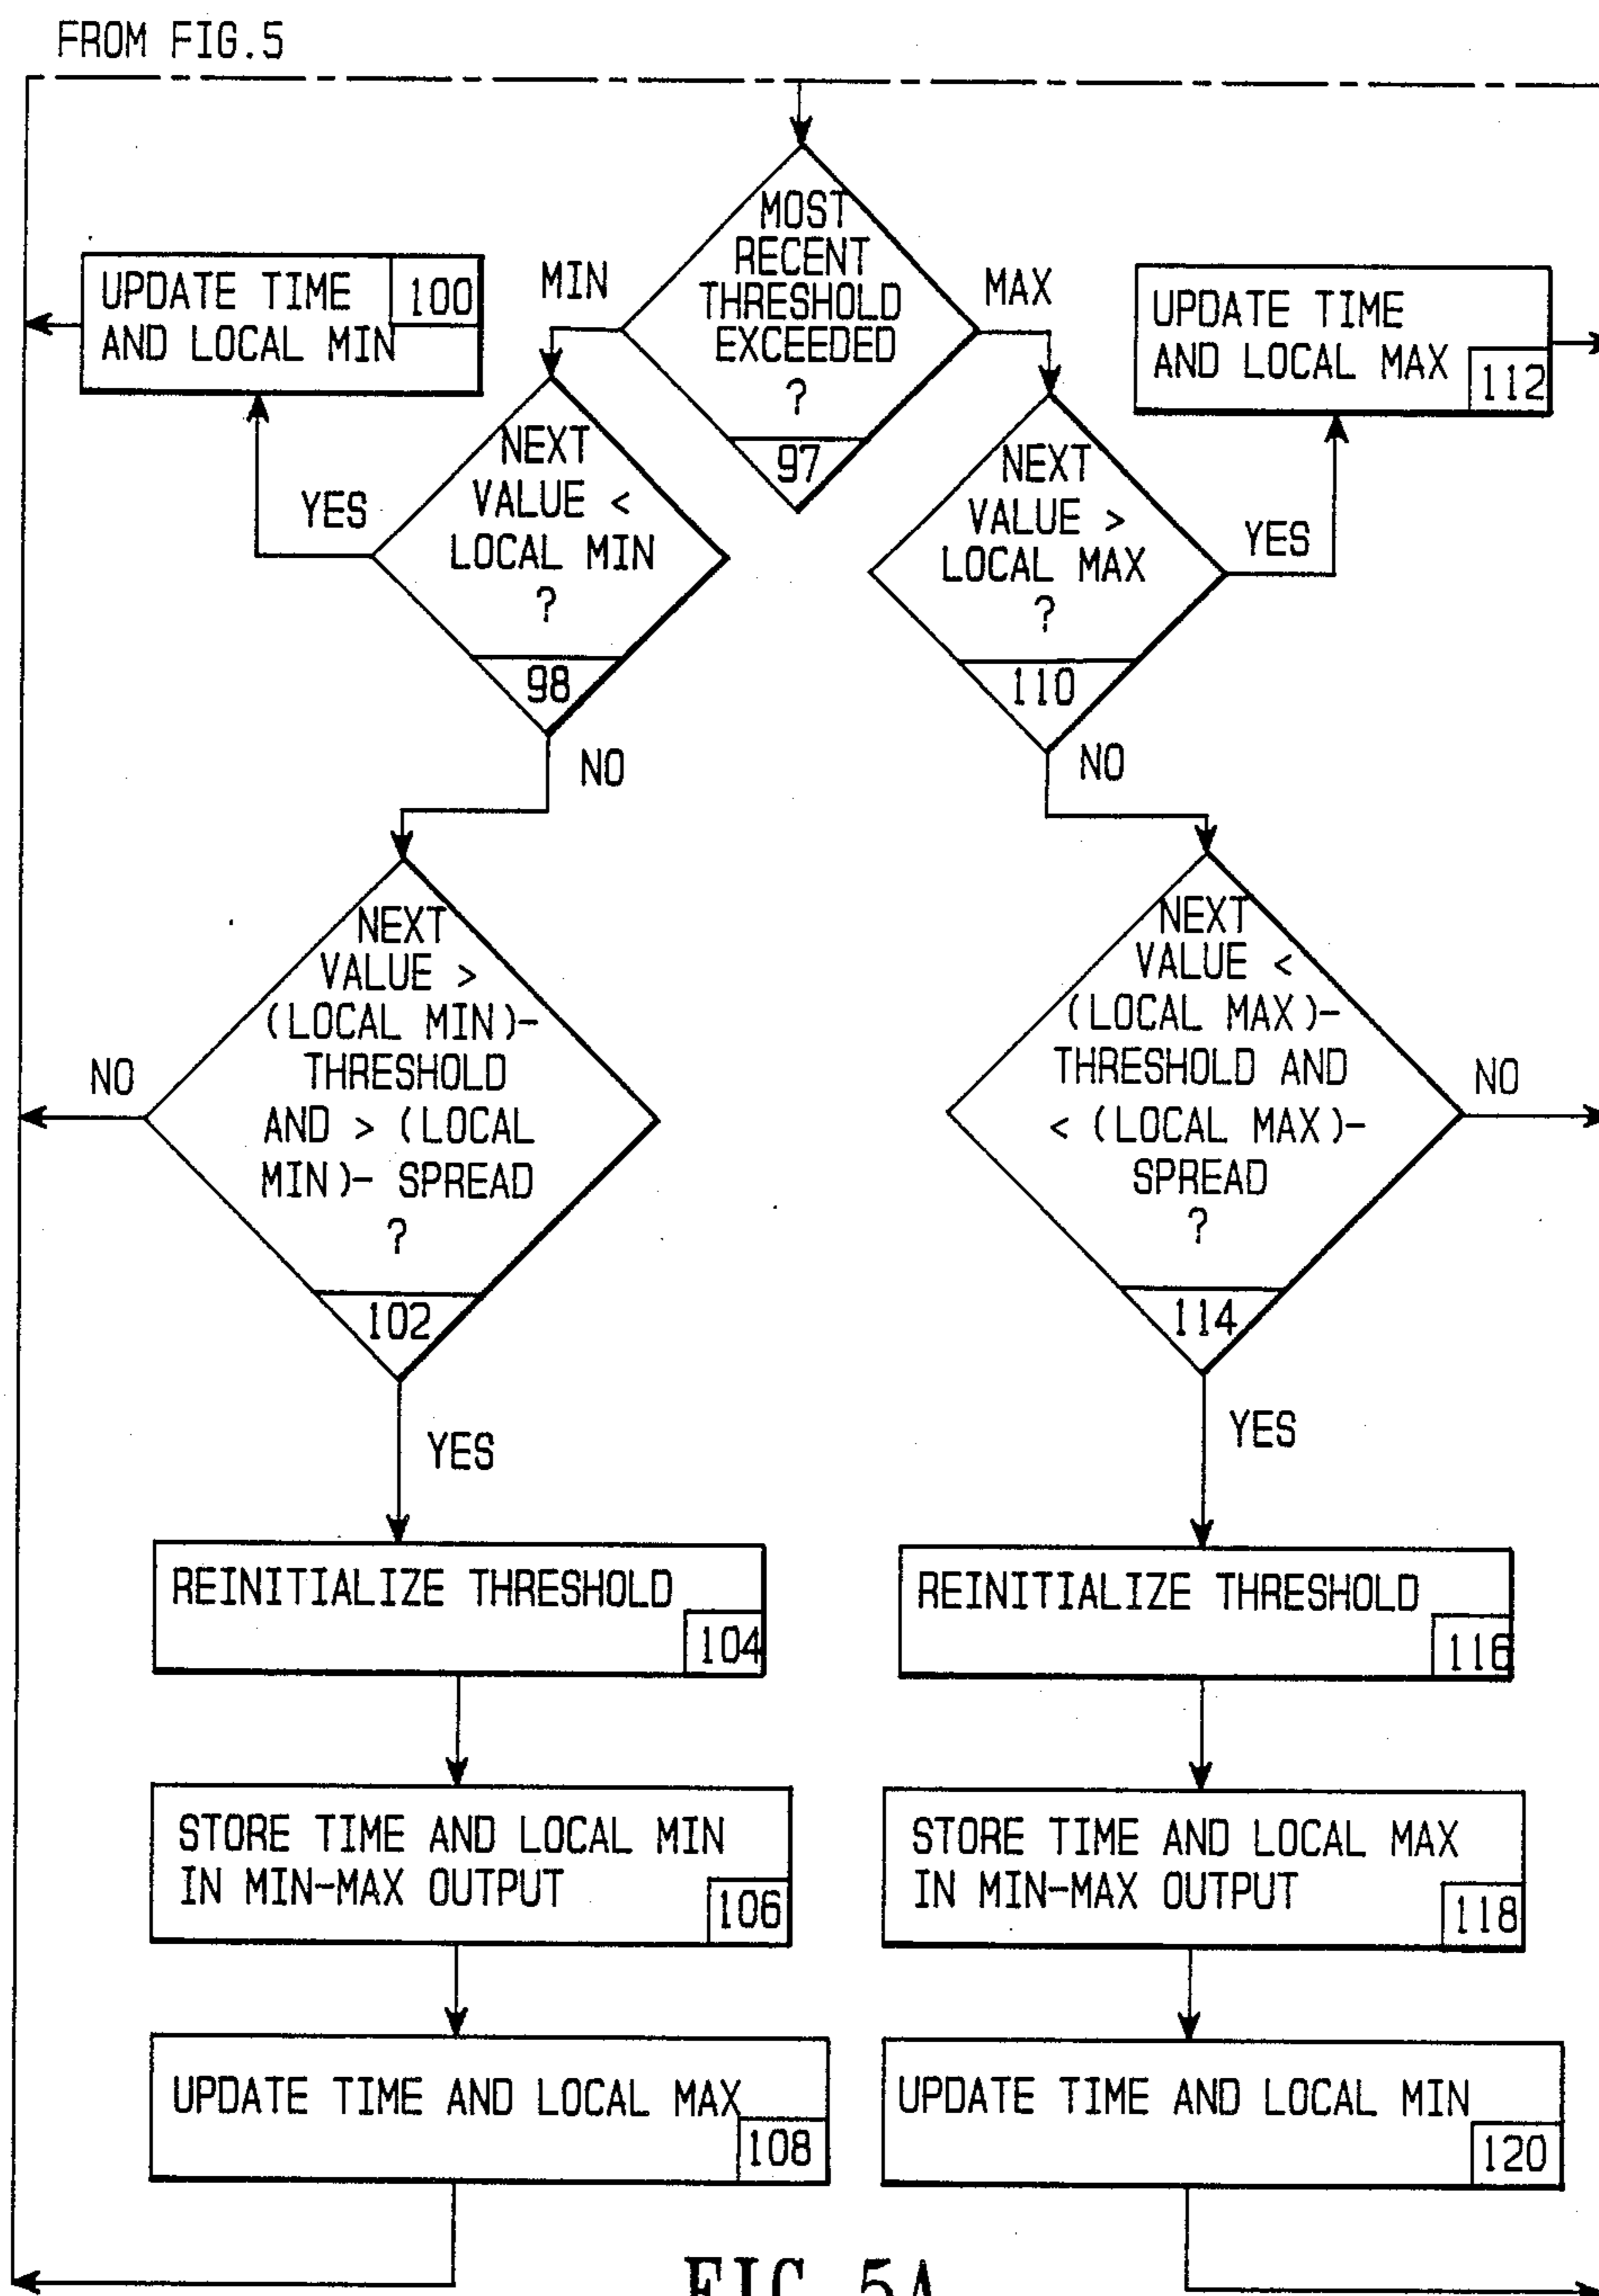 FROM FIG.5
MOST
RECENT
THRESHOLD
EXCEEDED
?
97
MIN
MAX
UPDATE TIME
AND LOCAL MIN
100
UPDATE TIME
AND LOCAL MAX
112
NEXT
VALUE <
LOCAL MIN
?
98
YES
NO
NEXT
VALUE >
LOCAL MAX
?
110
YES
NO
NEXT
VALUE >
(LOCAL MIN)-
THRESHOLD
AND > (LOCAL
MIN)- SPREAD
?
102
NO
YES
NEXT
VALUE <
(LOCAL MAX)-
THRESHOLD AND
< (LOCAL MAX)-
SPREAD
?
114
NO
YES
REINITIALIZE THRESHOLD
104
REINITIALIZE THRESHOLD
116
STORE TIME AND LOCAL MIN
IN MIN-MAX OUTPUT
106
STORE TIME AND LOCAL MAX
IN MIN-MAX OUTPUT
118
UPDATE TIME AND LOCAL MAX
108
UPDATE TIME AND LOCAL MIN
120
FIG. 5A